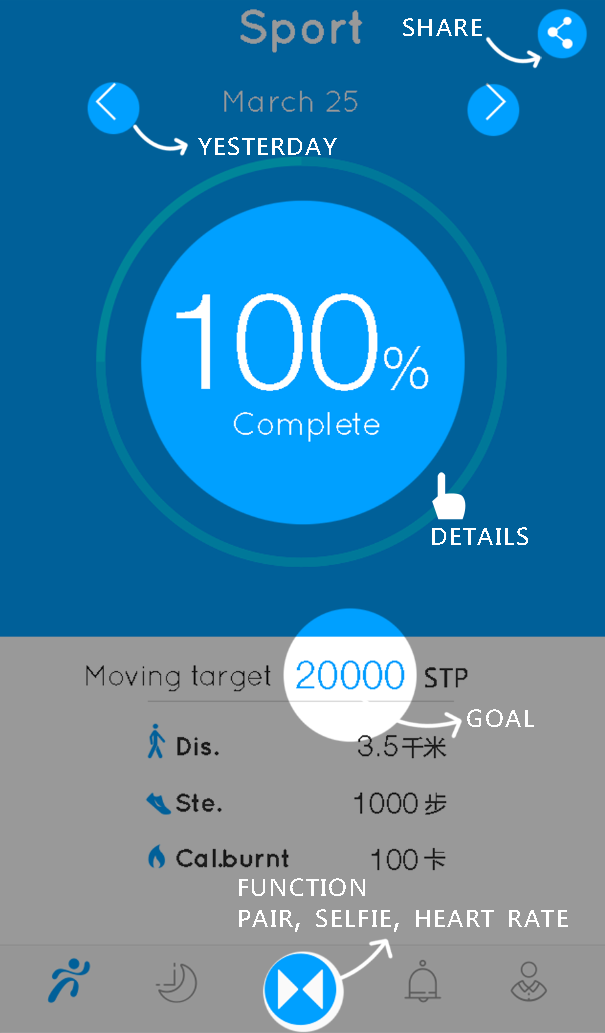 Sport
SHARE
March 25
YESTERDAY
100%
Complete
DETAILS
Moving target 20000 STP
GOAL
Dis. 3.5千米
Ste. 1000步
Cal.burnt 100卡
FUNCTION
PAIR, SELFIE, HEART RATE